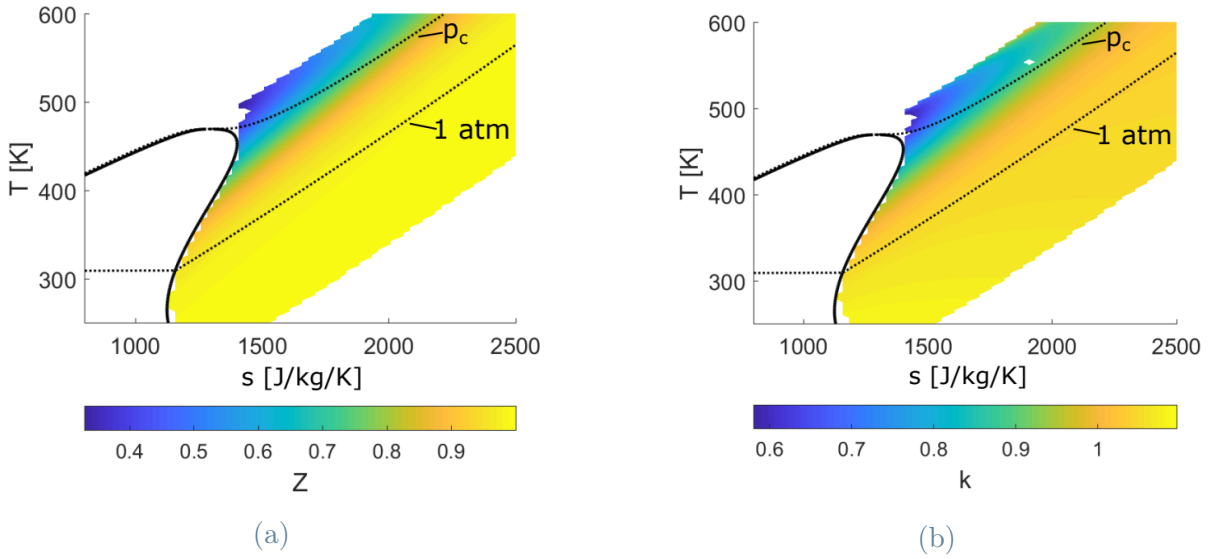 600
500
400
300
T [K]
p_c
1 atm
1000 1500 2000 2500
s [J/kg/K]
0.4 0.5 0.6 0.7 0.8 0.9
Z
(a)
600
500
400
300
T [K]
p_c
1 atm
1000 1500 2000 2500
s [J/kg/K]
0.6 0.7 0.8 0.9 1
k
(b)